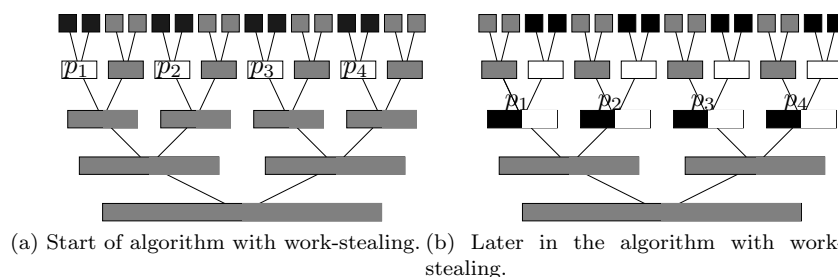 p1 p2 p3 p4
p1 p2 p3 p4
(a) Start of algorithm with work-stealing.
(b) Later in the algorithm with work-
stealing.